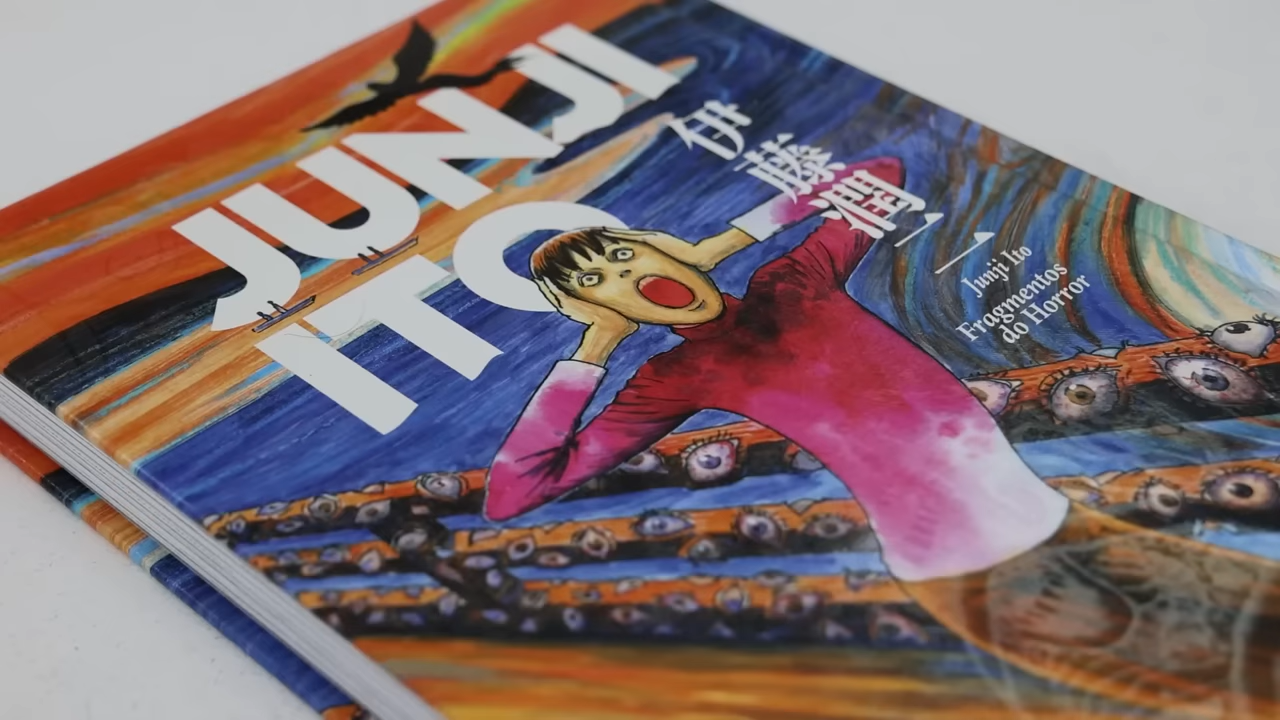 JUNJI
ITO
伊藤潤二
Junji Ito
Fragmentos
do Horror